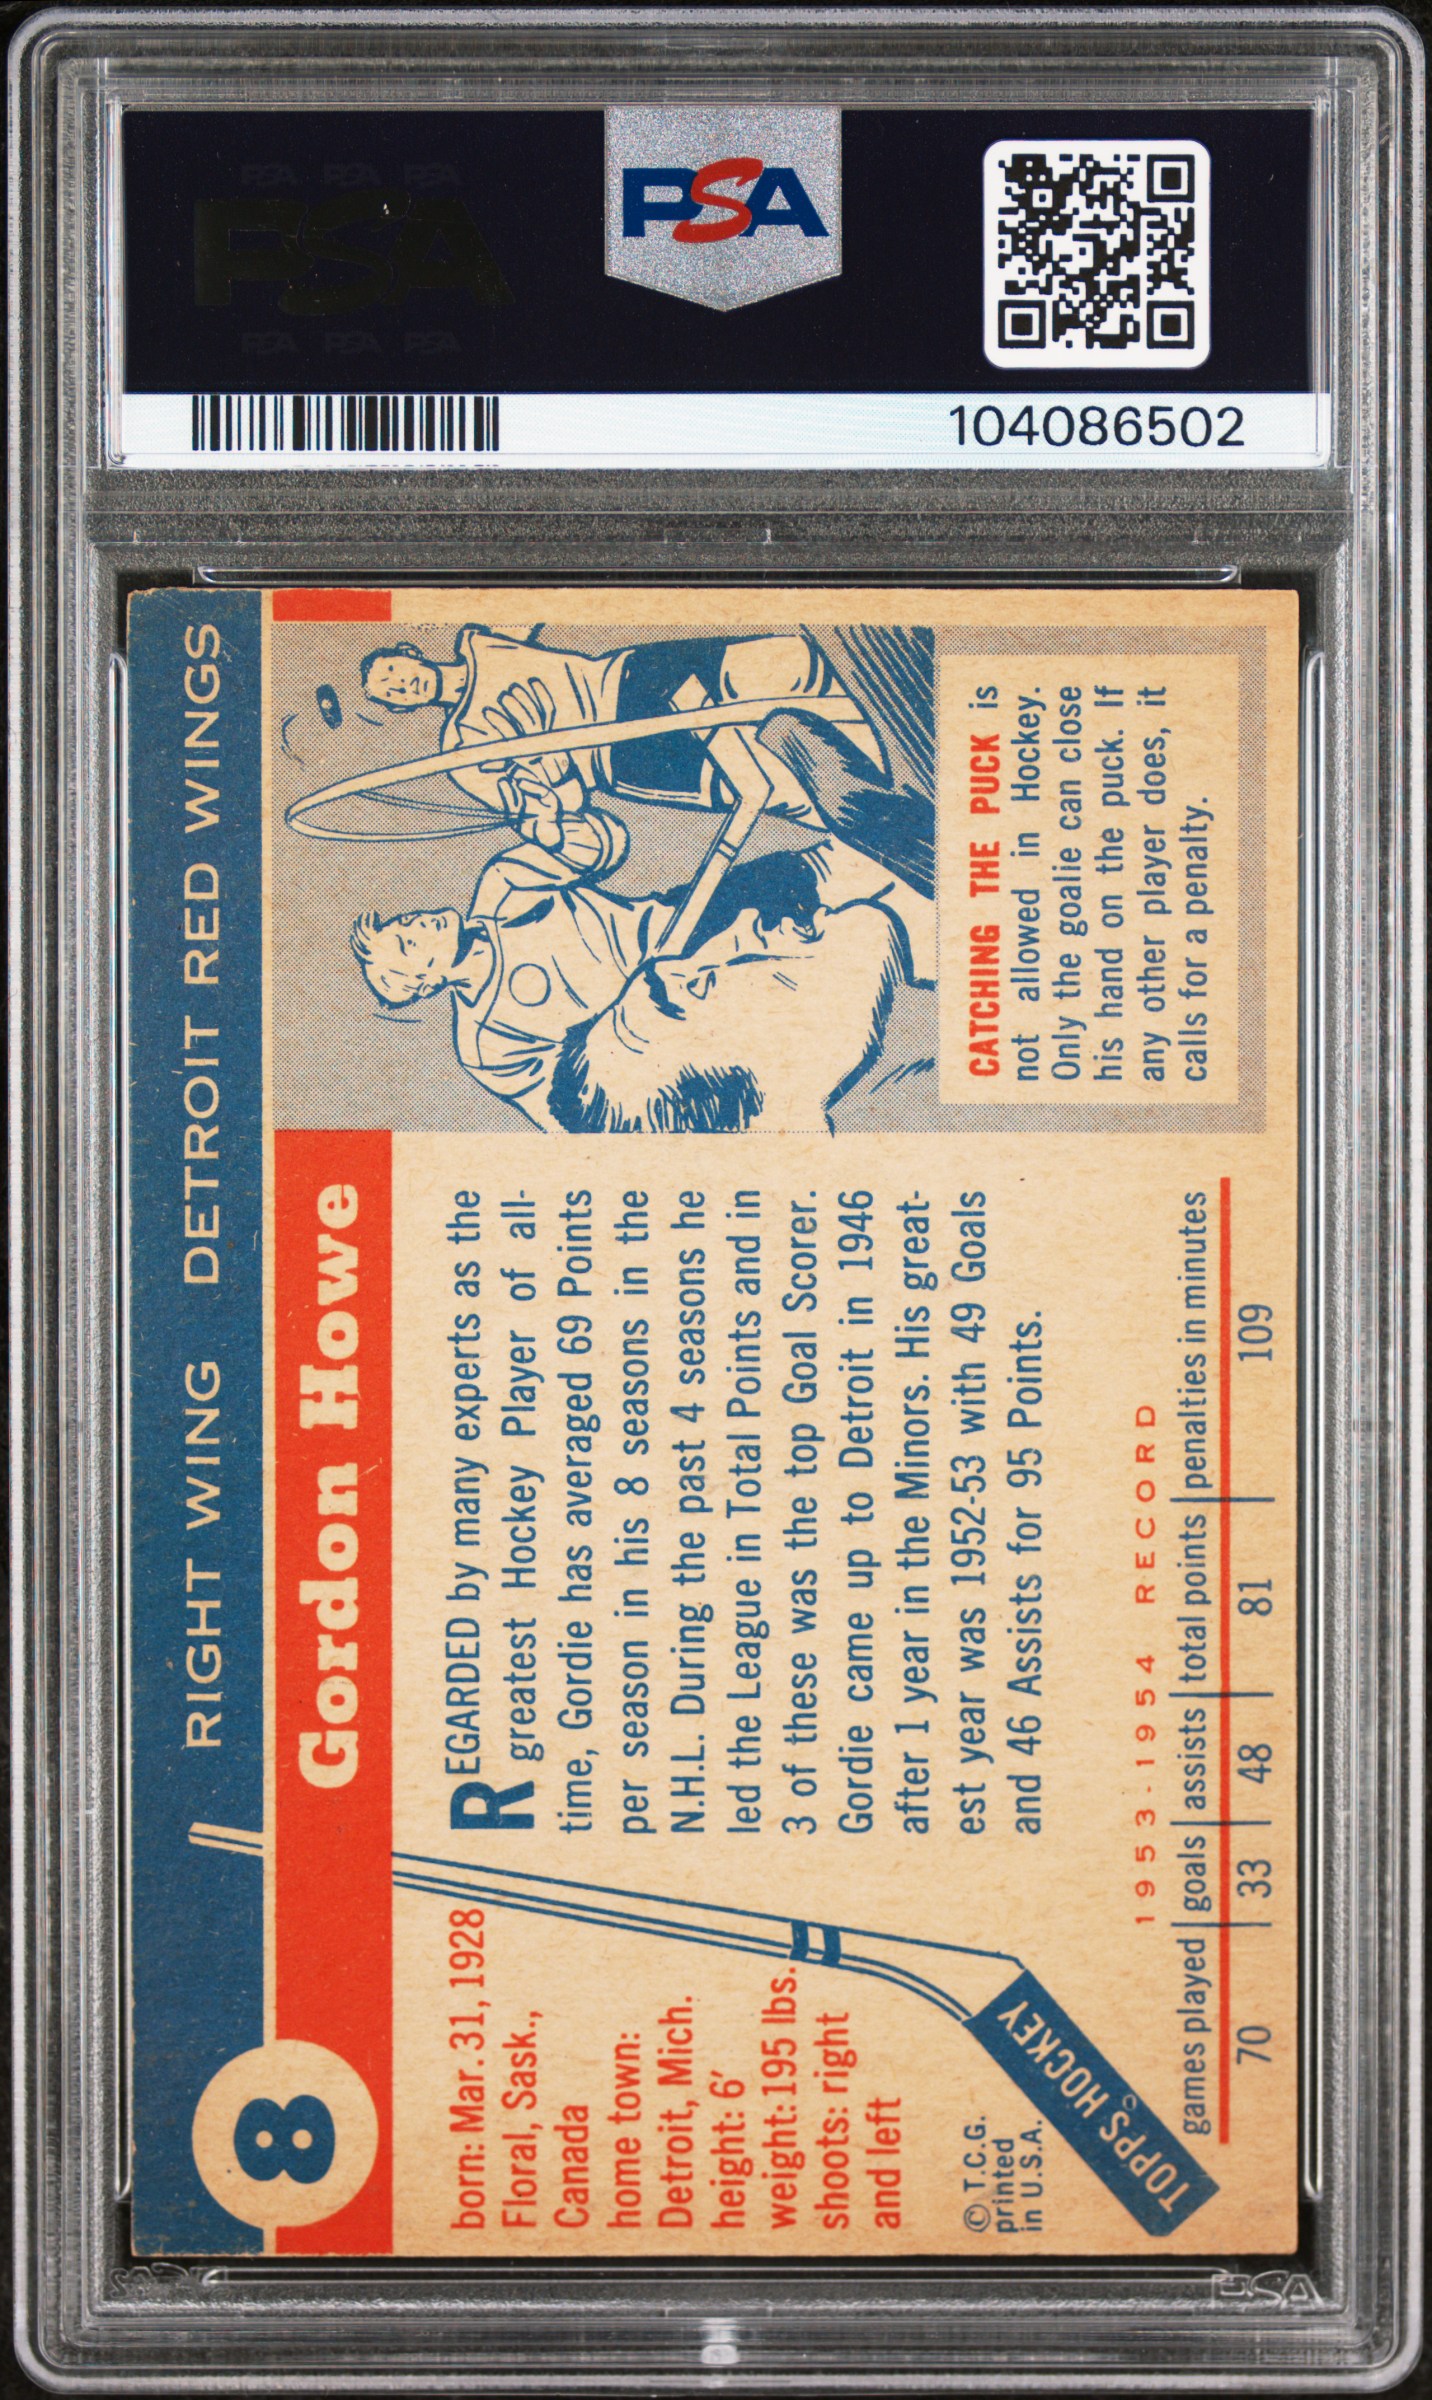 PSA
104086502
8
RIGHT WING DETROIT RED WINGS
Gordon Howe
born: Mar. 31, 1928
Floral, Sask.,
Canada
home town:
Detroit, Mich.
height: 6'
weight: 195 lbs.
shoots: right
and left
© T.C.G.
printed
in U.S.A.
TOPPS HOCKEY
REGARDED by many experts as the
greatest Hockey Player of all-
time, Gordie has averaged 69 Points
per season in his 8 seasons in the
N.H.L. During the past 4 seasons he
led the League in Total Points and in
3 of these was the top Goal Scorer.
Gordie came up to Detroit in 1946
after 1 year in the Minors. His great-
est year was 1952-53 with 49 Goals
and 46 Assists for 95 Points.
1953-1954 RECORD
games played goals assists total points penalties in minutes
70 33 48 81 109
CATCHING THE PUCK is
not allowed in Hockey.
Only the goalie can close
his hand on the puck. If
any other player does, it
calls for a penalty.
PSA